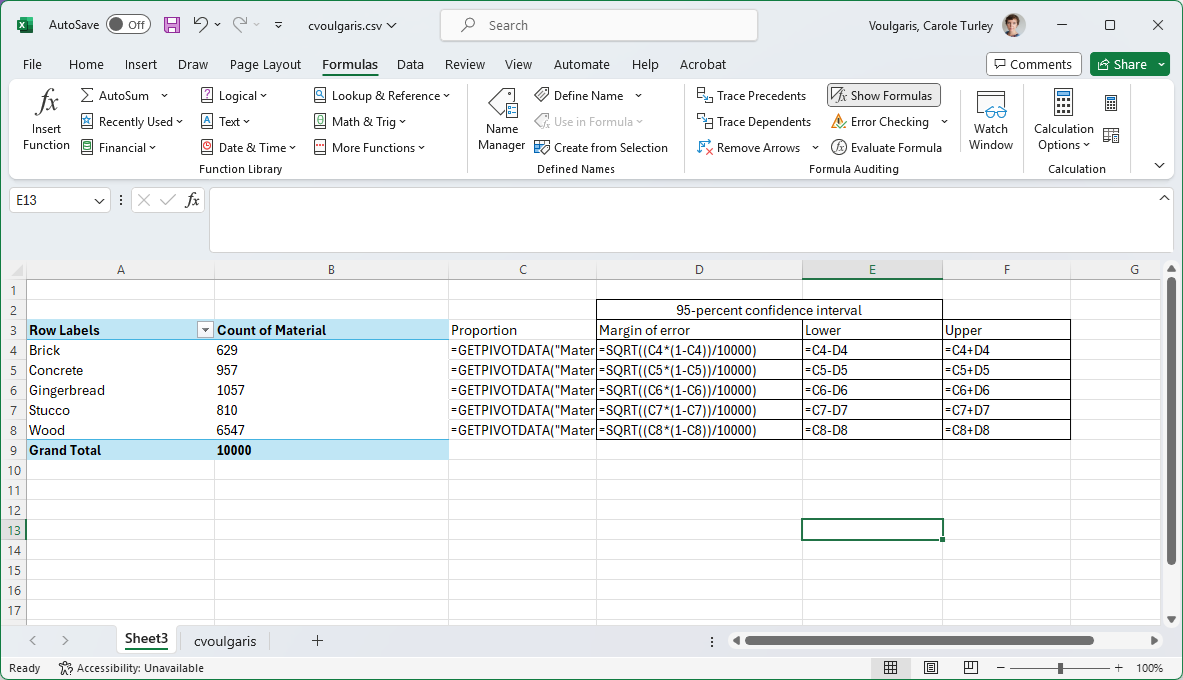 AutoSave Off cvoulgaris.csv Search Voulgaris, Carole Turley
File Home Insert Draw Page Layout Formulas Data Review View Automate Help Acrobat Comments Share
fx Insert Function
AutoSum
Recently Used
Financial
Logical
Text
Date & Time
Lookup & Reference
Math & Trig
More Functions
Function Library
Name Manager
Define Name
Use in Formula
Create from Selection
Defined Names
Trace Precedents
Trace Dependents
Remove Arrows
Show Formulas
Error Checking
Evaluate Formula
Formula Auditing
Watch Window
Calculation Options
Calculation
E13 fx
A B C D E F G
1
2 95-percent confidence interval
3 Row Labels Count of Material Proportion Margin of error Lower Upper
4 Brick 629 =GETPIVOTDATA("Mater =SQRT((C4*(1-C4))/10000) =C4-D4 =C4+D4
5 Concrete 957 =GETPIVOTDATA("Mater =SQRT((C5*(1-C5))/10000) =C5-D5 =C5+D5
6 Gingerbread 1057 =GETPIVOTDATA("Mater =SQRT((C6*(1-C6))/10000) =C6-D6 =C6+D6
7 Stucco 810 =GETPIVOTDATA("Mater =SQRT((C7*(1-C7))/10000) =C7-D7 =C7+D7
8 Wood 6547 =GETPIVOTDATA("Mater =SQRT((C8*(1-C8))/10000) =C8-D8 =C8+D8
9 Grand Total 10000
10
11
12
13
14
15
16
17
Sheet3 cvoulgaris
Ready Accessibility: Unavailable 100%